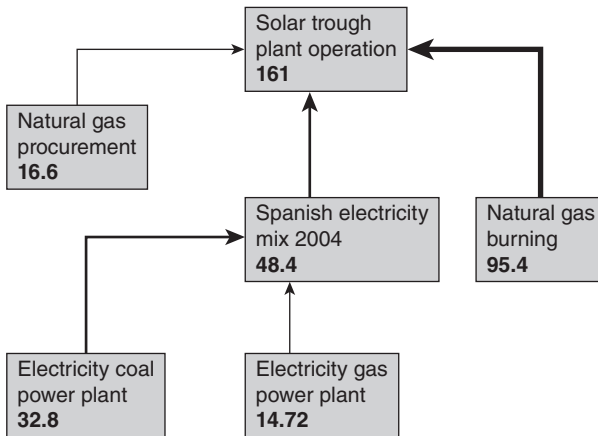 Solar trough
plant operation
161
Natural gas
procurement
16.6
Spanish electricity
mix 2004
48.4
Natural gas
burning
95.4
Electricity coal
power plant
32.8
Electricity gas
power plant
14.72